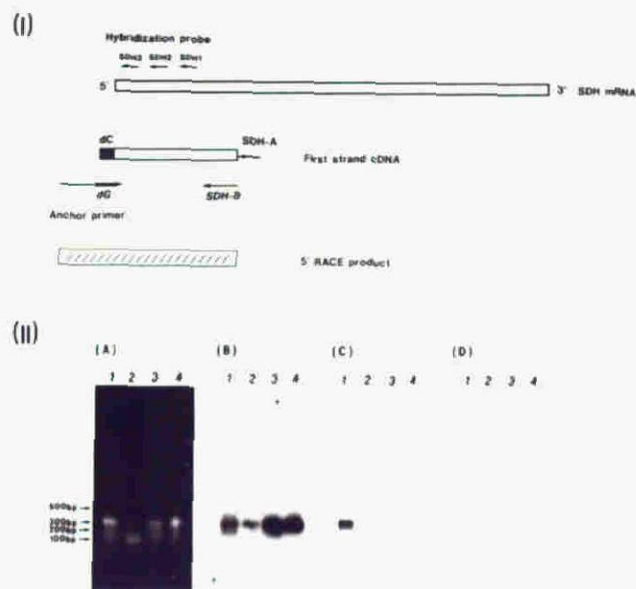 (I)
Hybridization probe
SDH3 SDH2 SDH1
5' 3' SDH mRNA
dC SDH-A
First strand cDNA
dG SDH-B
Anchor primer
5' RACE product
(II)
(A) (B) (C) (D)
1 2 3 4 1 2 3 4 1 2 3 4 1 2 3 4
300bp
200bp
100bp